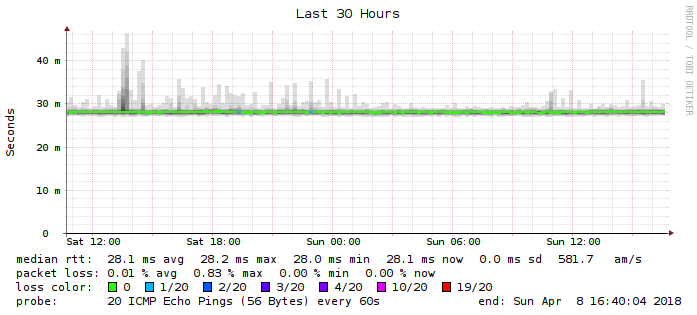 Last 30 Hours
RRDTOOL / TOBI OETIKER
Seconds
40 m
30 m
20 m
10 m
0
Sat 12:00 Sat 18:00 Sun 00:00 Sun 06:00 Sun 12:00
median rtt: 28.1 ms avg 28.2 ms max 28.0 ms min 28.1 ms now 0.0 ms sd 581.7 am/s
packet loss: 0.01 % avg 0.83 % max 0.00 % min 0.00 % now
loss color: 0 1/20 2/20 3/20 4/20 10/20 19/20
probe: 20 ICMP Echo Pings (56 Bytes) every 60s end: Sun Apr 8 16:40:04 2018